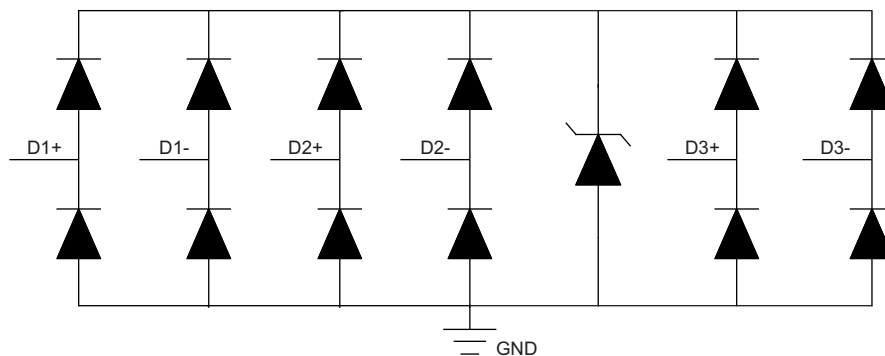 D1+
D1-
D2+
D2-
D3+
D3-
GND